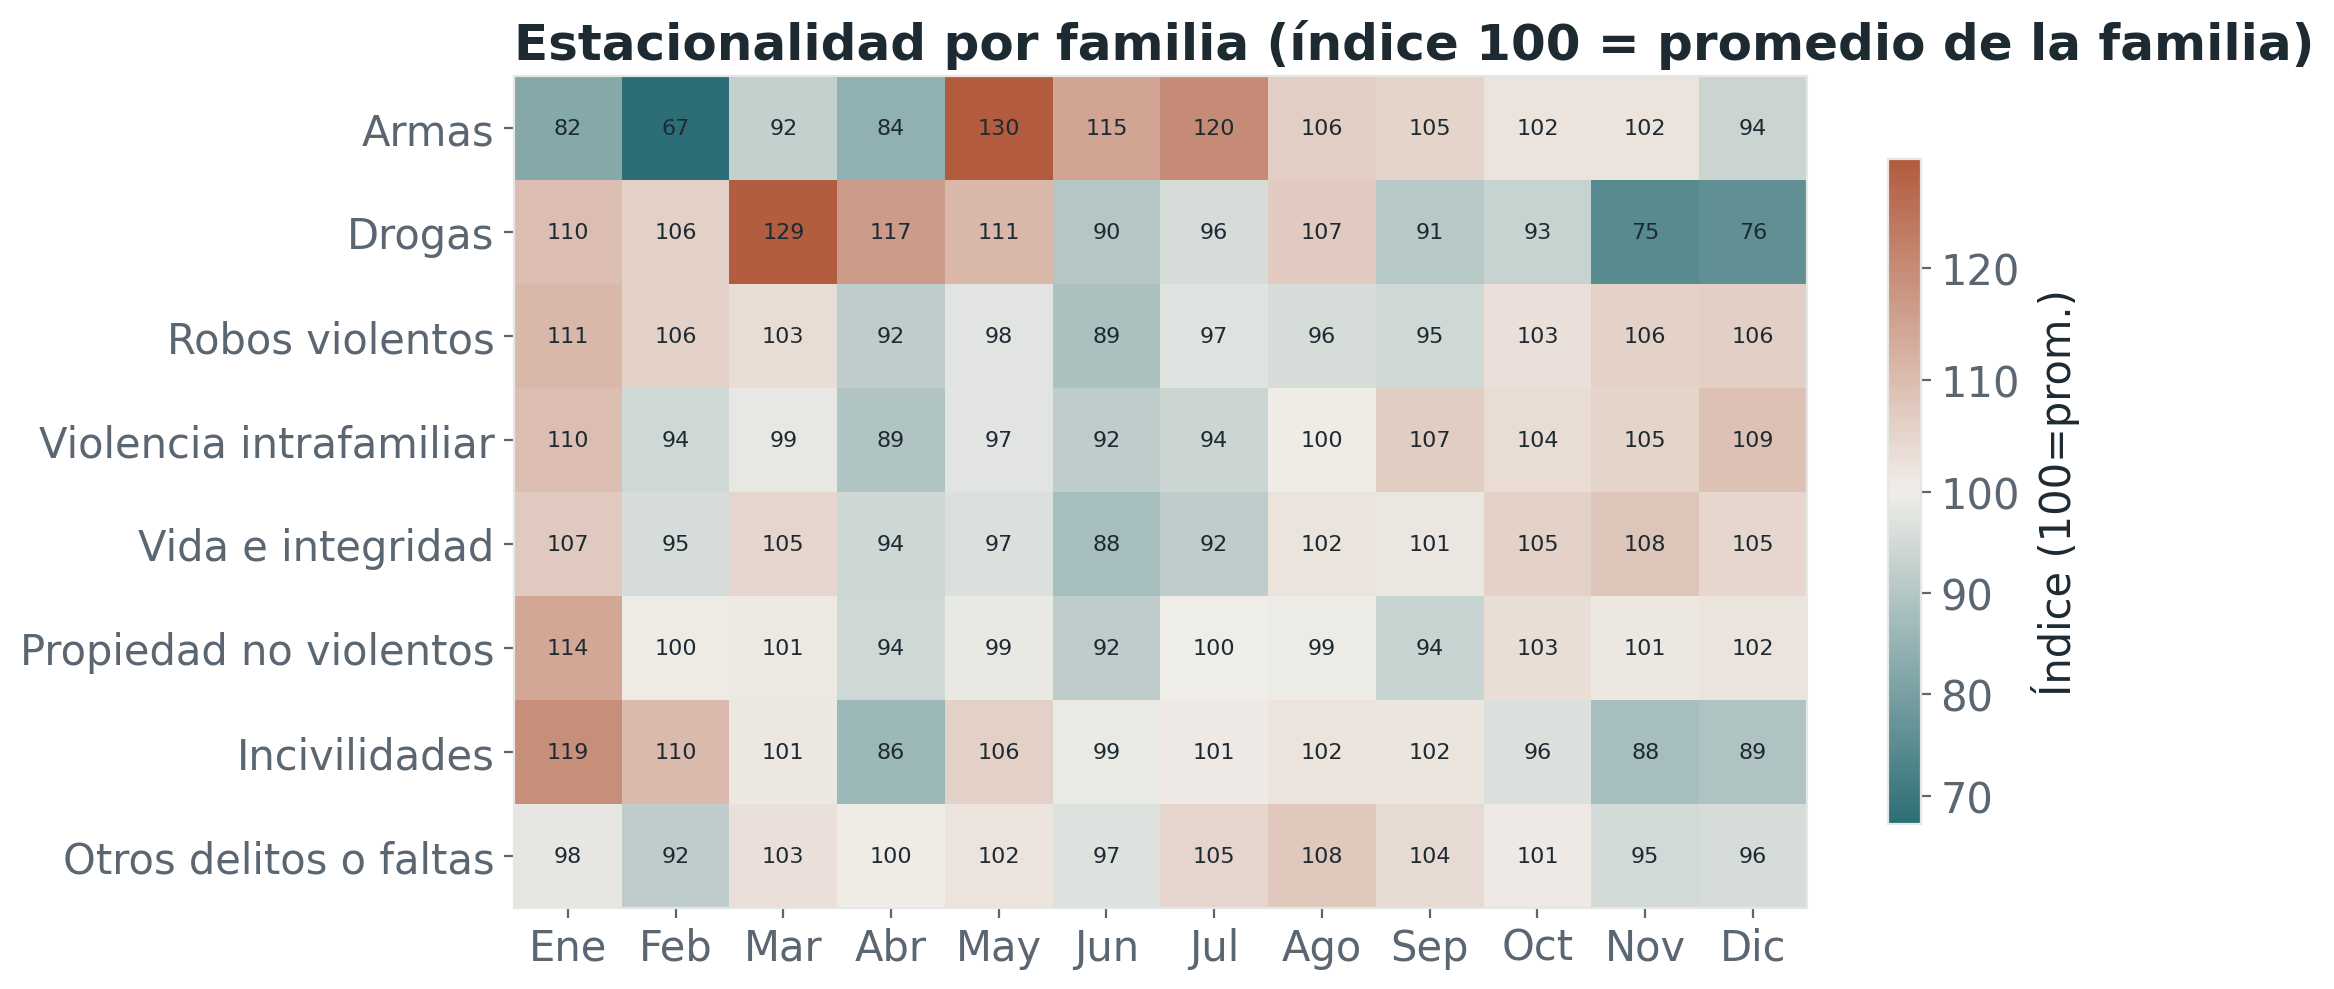 Estacionalidad por familia (índice 100 = promedio de la familia)
Armas 82 67 92 84 130 115 120 106 105 102 102 94
Drogas 110 106 129 117 111 90 96 107 91 93 75 76
Robos violentos 111 106 103 92 98 89 97 96 95 103 106 106
Violencia intrafamiliar 110 94 99 89 97 92 94 100 107 104 105 109
Vida e integridad 107 95 105 94 97 88 92 102 101 105 108 105
Propiedad no violentos 114 100 101 94 99 92 100 99 94 103 101 102
Incivilidades 119 110 101 86 106 99 101 102 102 96 88 89
Otros delitos o faltas 98 92 103 100 102 97 105 108 104 101 95 96
Ene Feb Mar Abr May Jun Jul Ago Sep Oct Nov Dic
120
110
100
90
80
70
Índice (100=prom.)